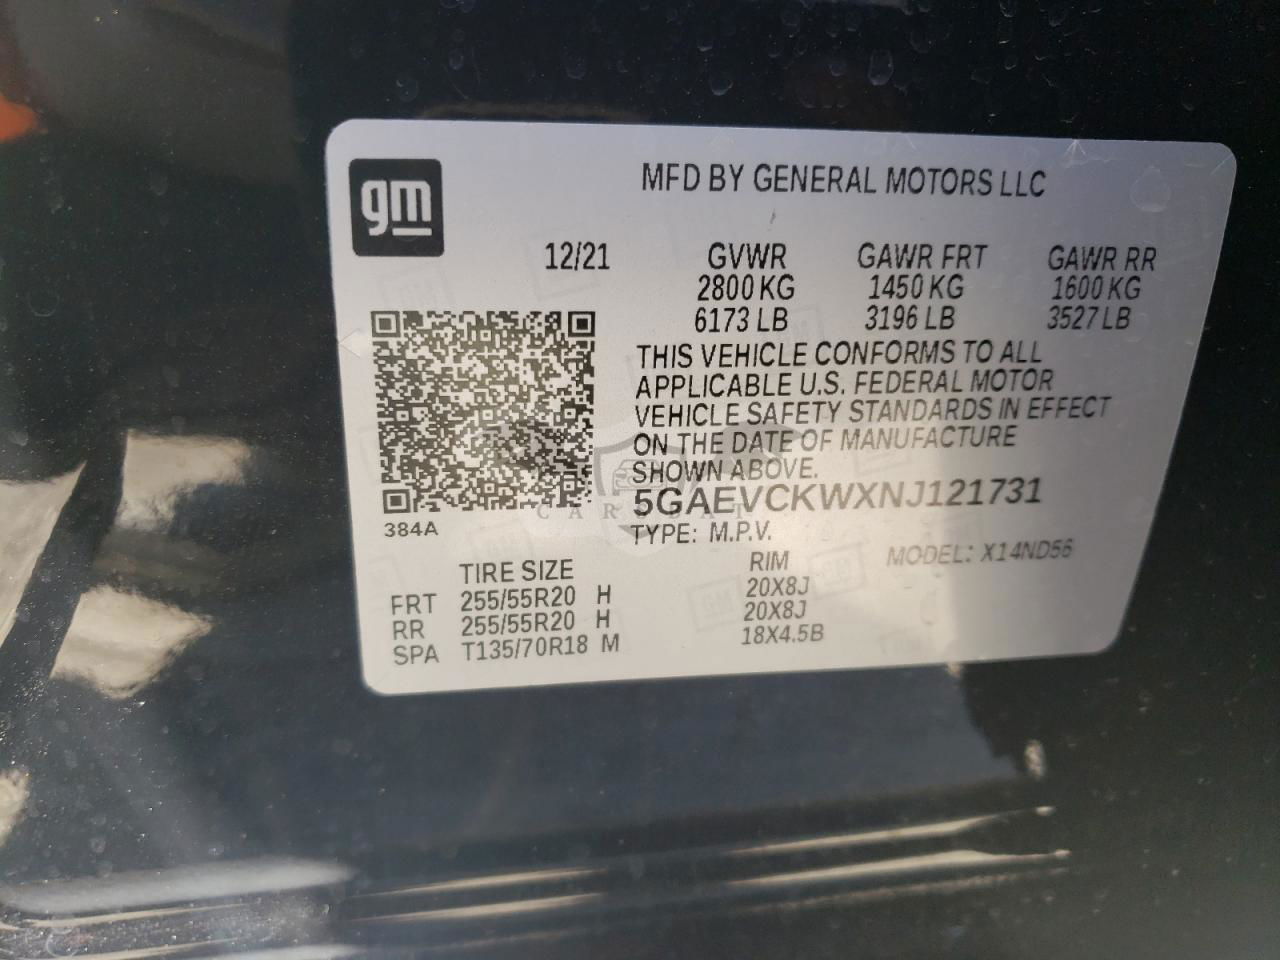 gm
MFD BY GENERAL MOTORS LLC
12/21 GVWR GAWR FRT GAWR RR
2800 KG 1450 KG 1600 KG
6173 LB 3196 LB 3527 LB
THIS VEHICLE CONFORMS TO ALL
APPLICABLE U.S. FEDERAL MOTOR
VEHICLE SAFETY STANDARDS IN EFFECT
ON THE DATE OF MANUFACTURE
SHOWN ABOVE.
5GAEVCKWXNJ121731
384A
TYPE: M.P.V. MODEL: X14ND56
TIRE SIZE RIM
FRT 255/55R20 H 20X8J
RR 255/55R20 H 20X8J
SPA T135/70R18 M 18X4.5B